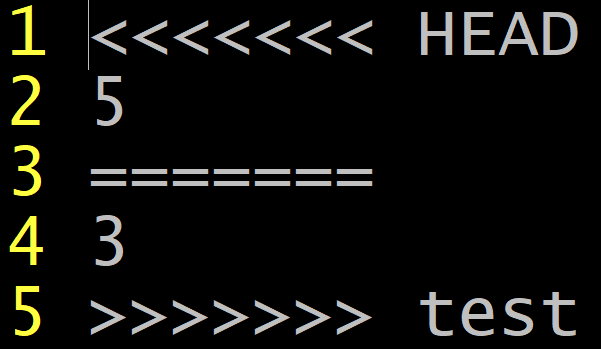 1 <<<<<<< HEAD
2 5
3 =======
4 3
5 >>>>>>> test